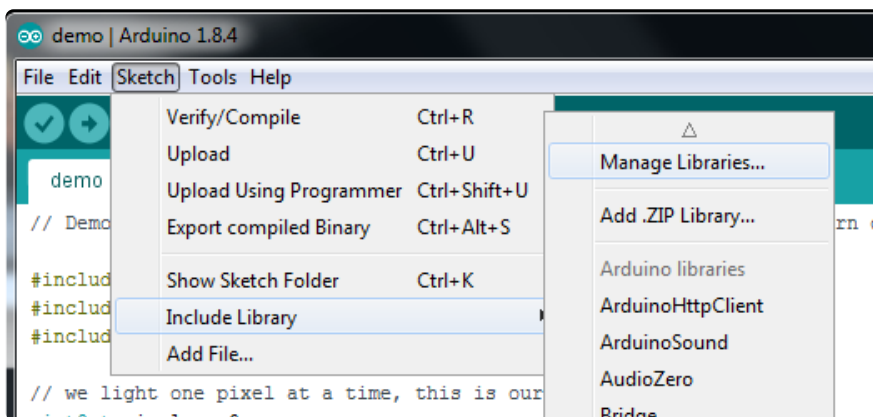 demo | Arduino 1.8.4
File Edit Sketch Tools Help
Verify/Compile Ctrl+R
Upload Ctrl+U
Upload Using Programmer Ctrl+Shift+U
Export compiled Binary Ctrl+Alt+S
Show Sketch Folder Ctrl+K
Include Library
Add File...
Manage Libraries...
Add .ZIP Library...
Arduino libraries
ArduinoHttpClient
ArduinoSound
AudioZero
Bridge
demo
// Demo
rn
#includ
#includ
#includ
// we light one pixel at a time, this is our